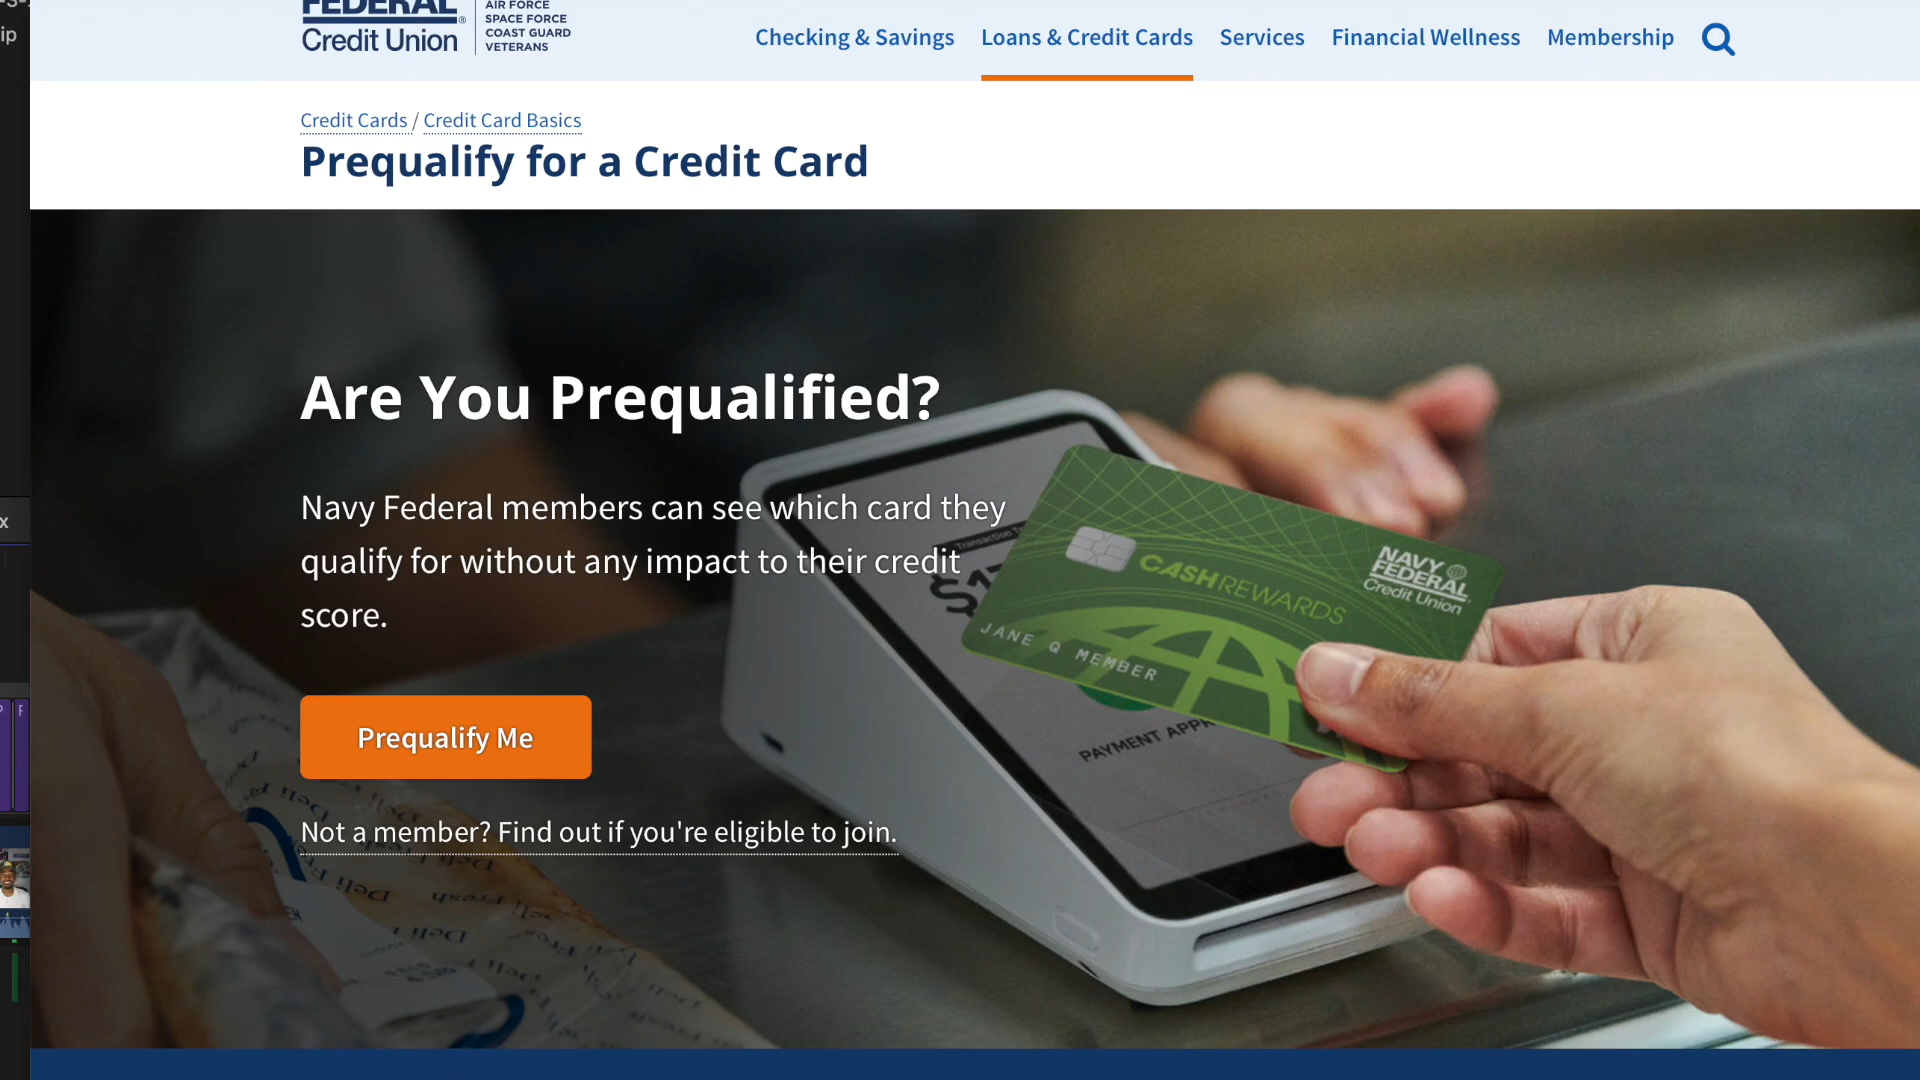 FEDERAL
Credit Union
AIR FORCE
SPACE FORCE
COAST GUARD
VETERANS
Checking & Savings
Loans & Credit Cards
Services
Financial Wellness
Membership
Credit Cards / Credit Card Basics
Prequalify for a Credit Card
Are You Prequalified?
Navy Federal members can see which card they
qualify for without any impact to their credit
score.
Prequalify Me
Not a member? Find out if you're eligible to join.
CASHREWARDS
NAVY
FEDERAL
Credit Union
JANE Q MEMBER
PAYMENT
Deli Fresh
ip
x